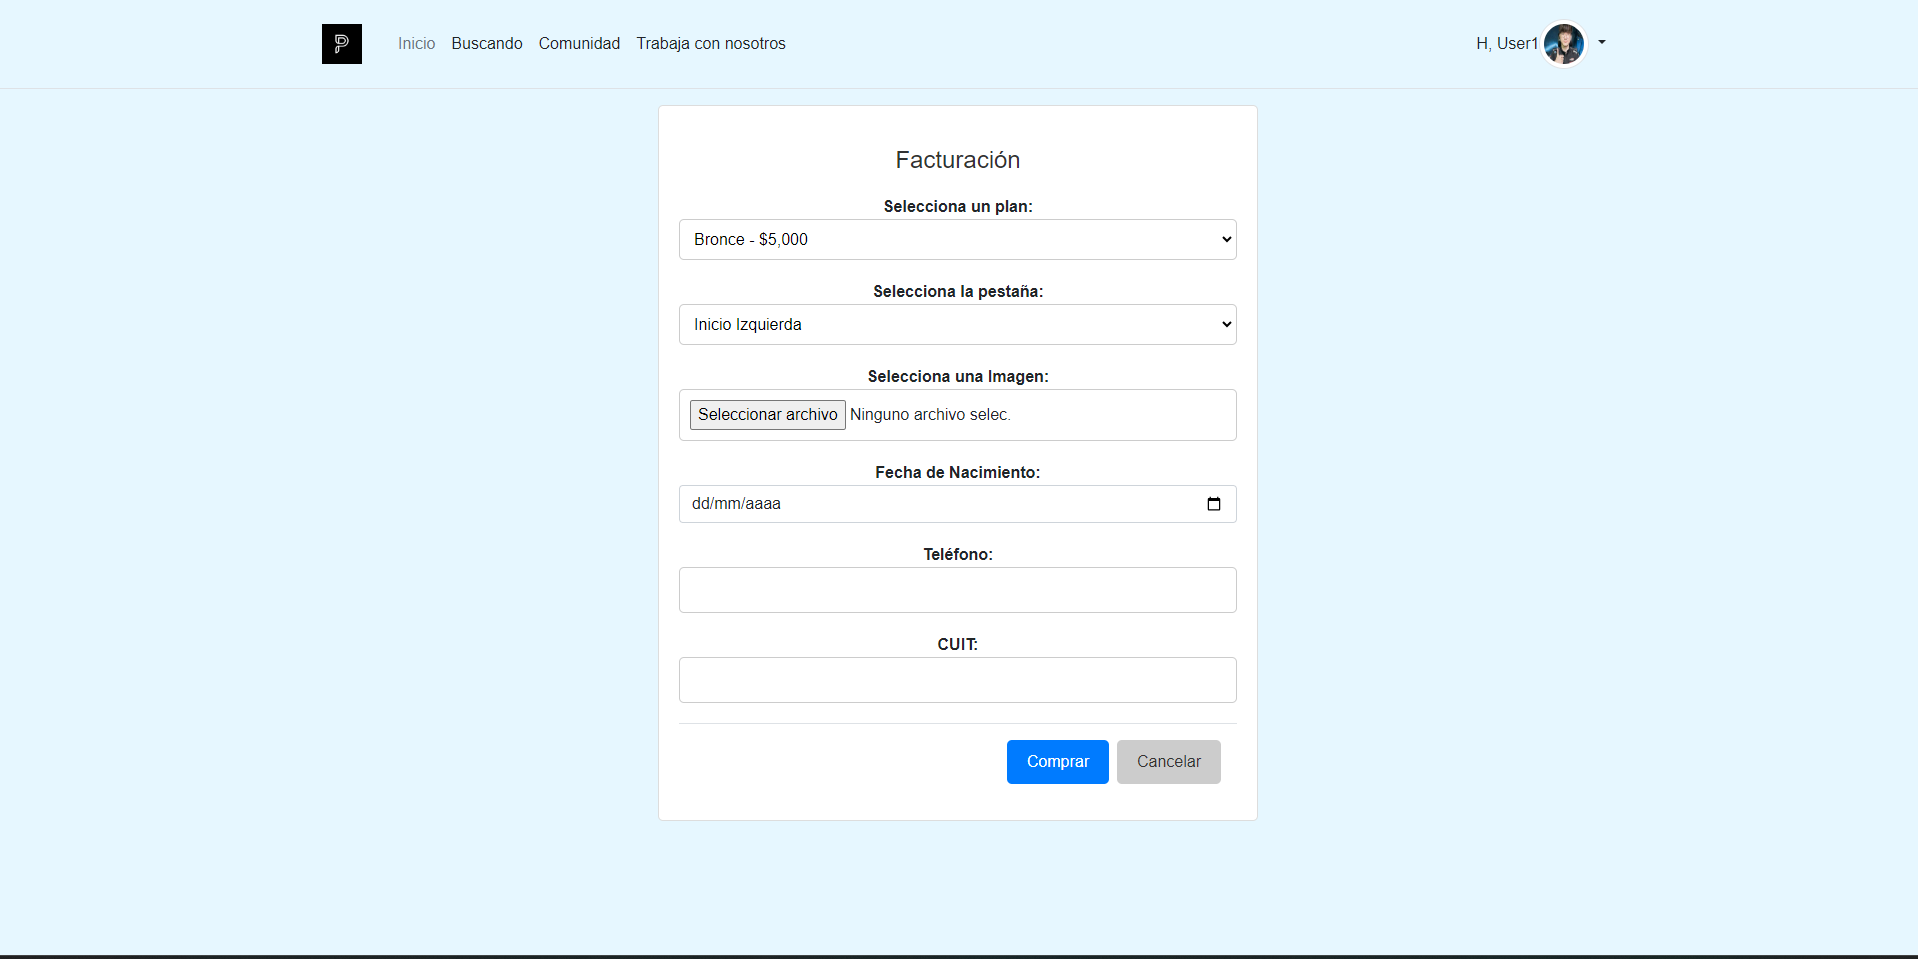 P
Inicio Buscando Comunidad Trabaja con nosotros H, User1
Facturación
Selecciona un plan:
Bronce - $5,000
Selecciona la pestaña:
Inicio Izquierda
Selecciona una Imagen:
Seleccionar archivo Ninguno archivo selec.
Fecha de Nacimiento:
dd/mm/aaaa
Teléfono:
CUIT:
Comprar Cancelar